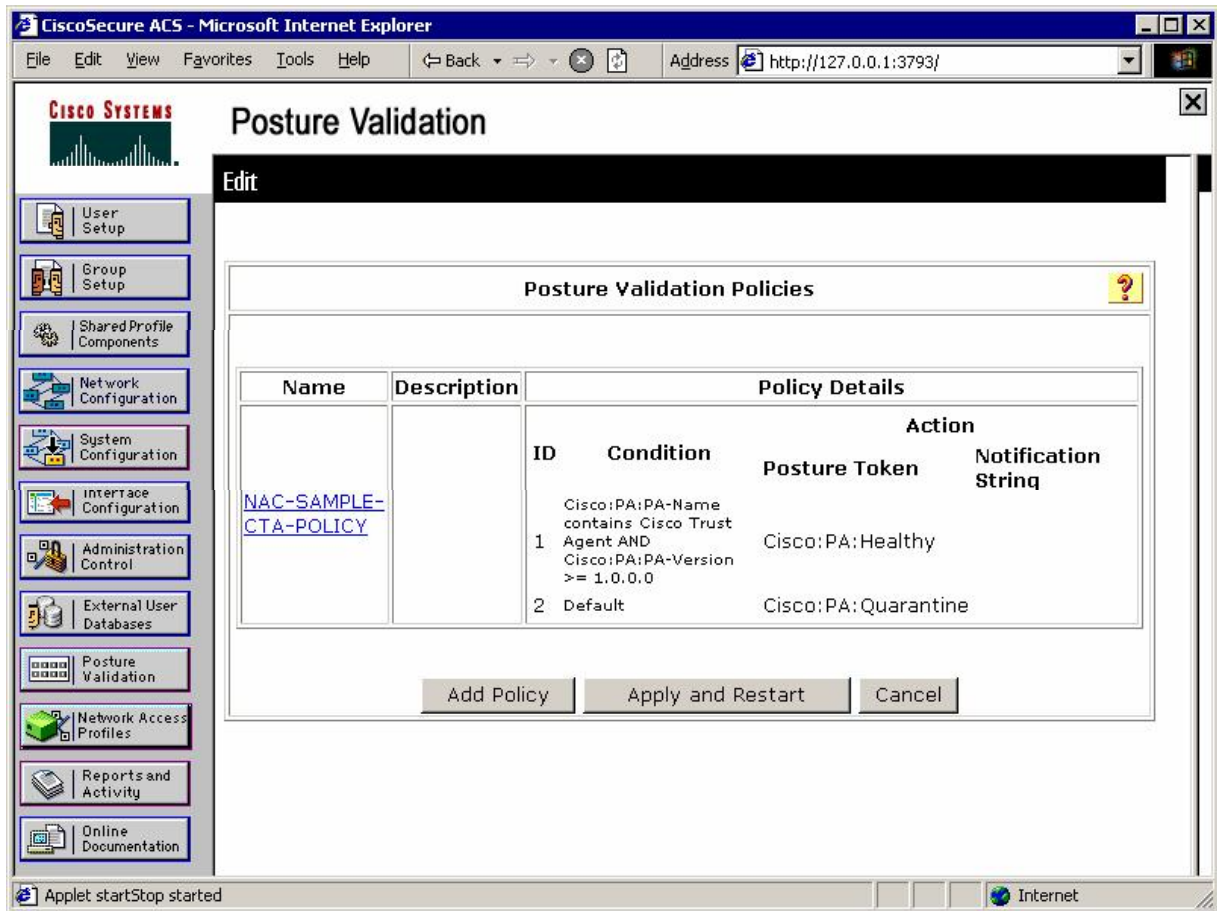 CiscoSecure ACS - Microsoft Internet Explorer
File Edit View Favorites Tools Help Back Address http://127.0.0.1:3793/
CISCO SYSTEMS
Posture Validation
Edit
User
Setup
Group
Setup
Shared Profile
Components
Network
Configuration
System
Configuration
Interface
Configuration
Administration
Control
External User
Databases
Posture
Validation
Network Access
Profiles
Reports and
Activity
Online
Documentation
Posture Validation Policies
?
Name Description Policy Details
Action
ID Condition Posture Token Notification
String
NAC-SAMPLE-
CTA-POLICY
1 Cisco:PA:PA-Name
contains Cisco Trust
Agent AND
Cisco:PA:PA-Version
>= 1.0.0.0
Cisco:PA:Healthy
2 Default Cisco:PA:Quarantine
Add Policy Apply and Restart Cancel
Applet startStop started Internet